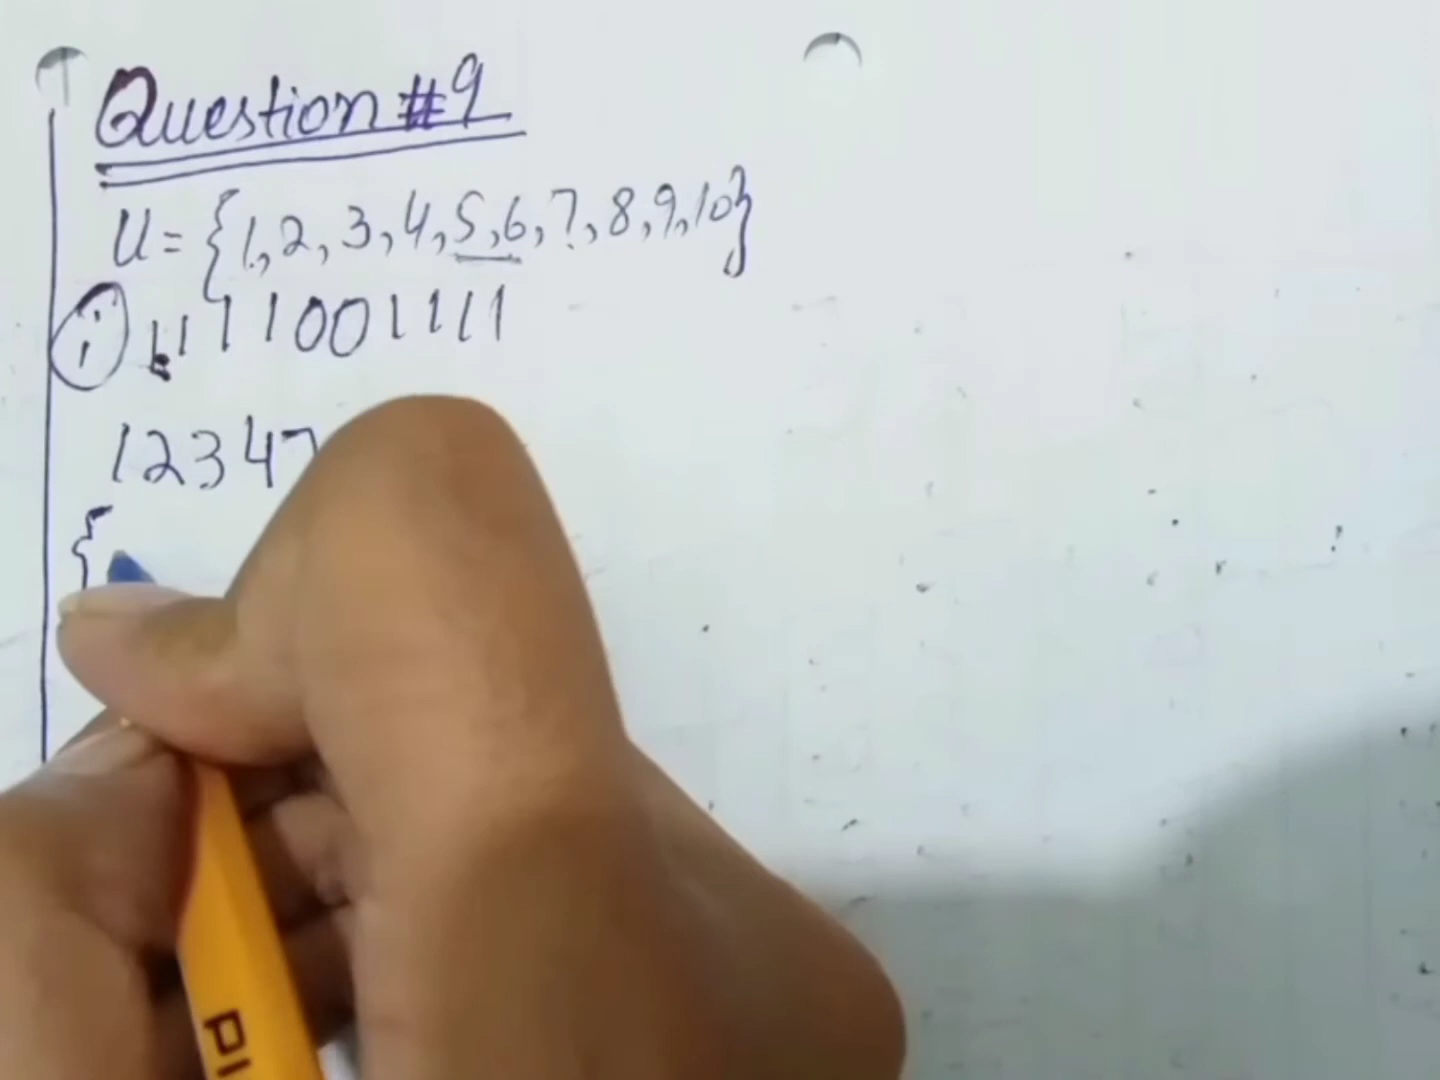 Question #9
U = {1, 2, 3, 4, 5, 6, 7, 8, 9, 10}
i 1111001111
12347
{